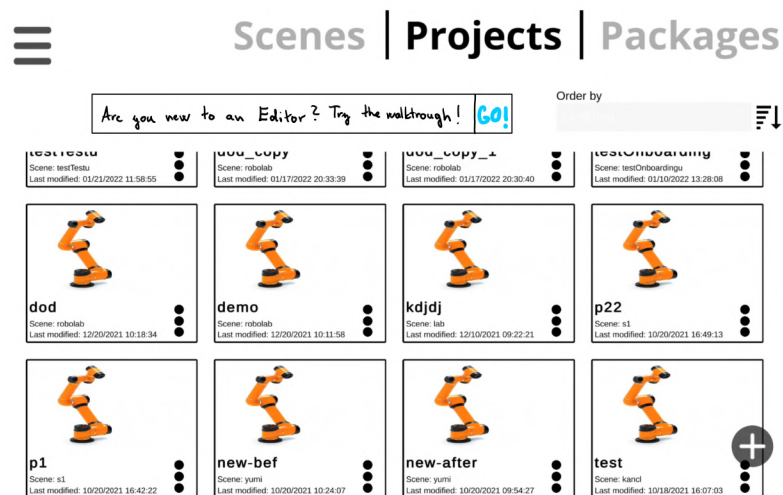 Scenes | Projects | Packages
Are you new to an Editor? Try the walktrough! GO!
Order by
testTestu
Scene: testTestu
Last modified: 01/21/2022 11:58:55
dod_copy
Scene: robolab
Last modified: 01/17/2022 20:33:39
dod_copy_1
Scene: robolab
Last modified: 01/17/2022 20:30:40
testOnboarding
Scene: testOnboardingu
Last modified: 01/10/2022 13:28:08
dod
Scene: robolab
Last modified: 12/20/2021 10:18:34
demo
Scene: robolab
Last modified: 12/20/2021 10:11:58
kdjdj
Scene: lab
Last modified: 12/10/2021 09:22:21
p22
Scene: s1
Last modified: 10/20/2021 16:49:13
p1
Scene: s1
Last modified: 10/20/2021 16:42:22
new-bef
Scene: yumi
Last modified: 10/20/2021 10:24:07
new-after
Scene: yumi
Last modified: 10/20/2021 09:54:27
test
Scene: kancl
Last modified: 10/18/2021 16:07:03